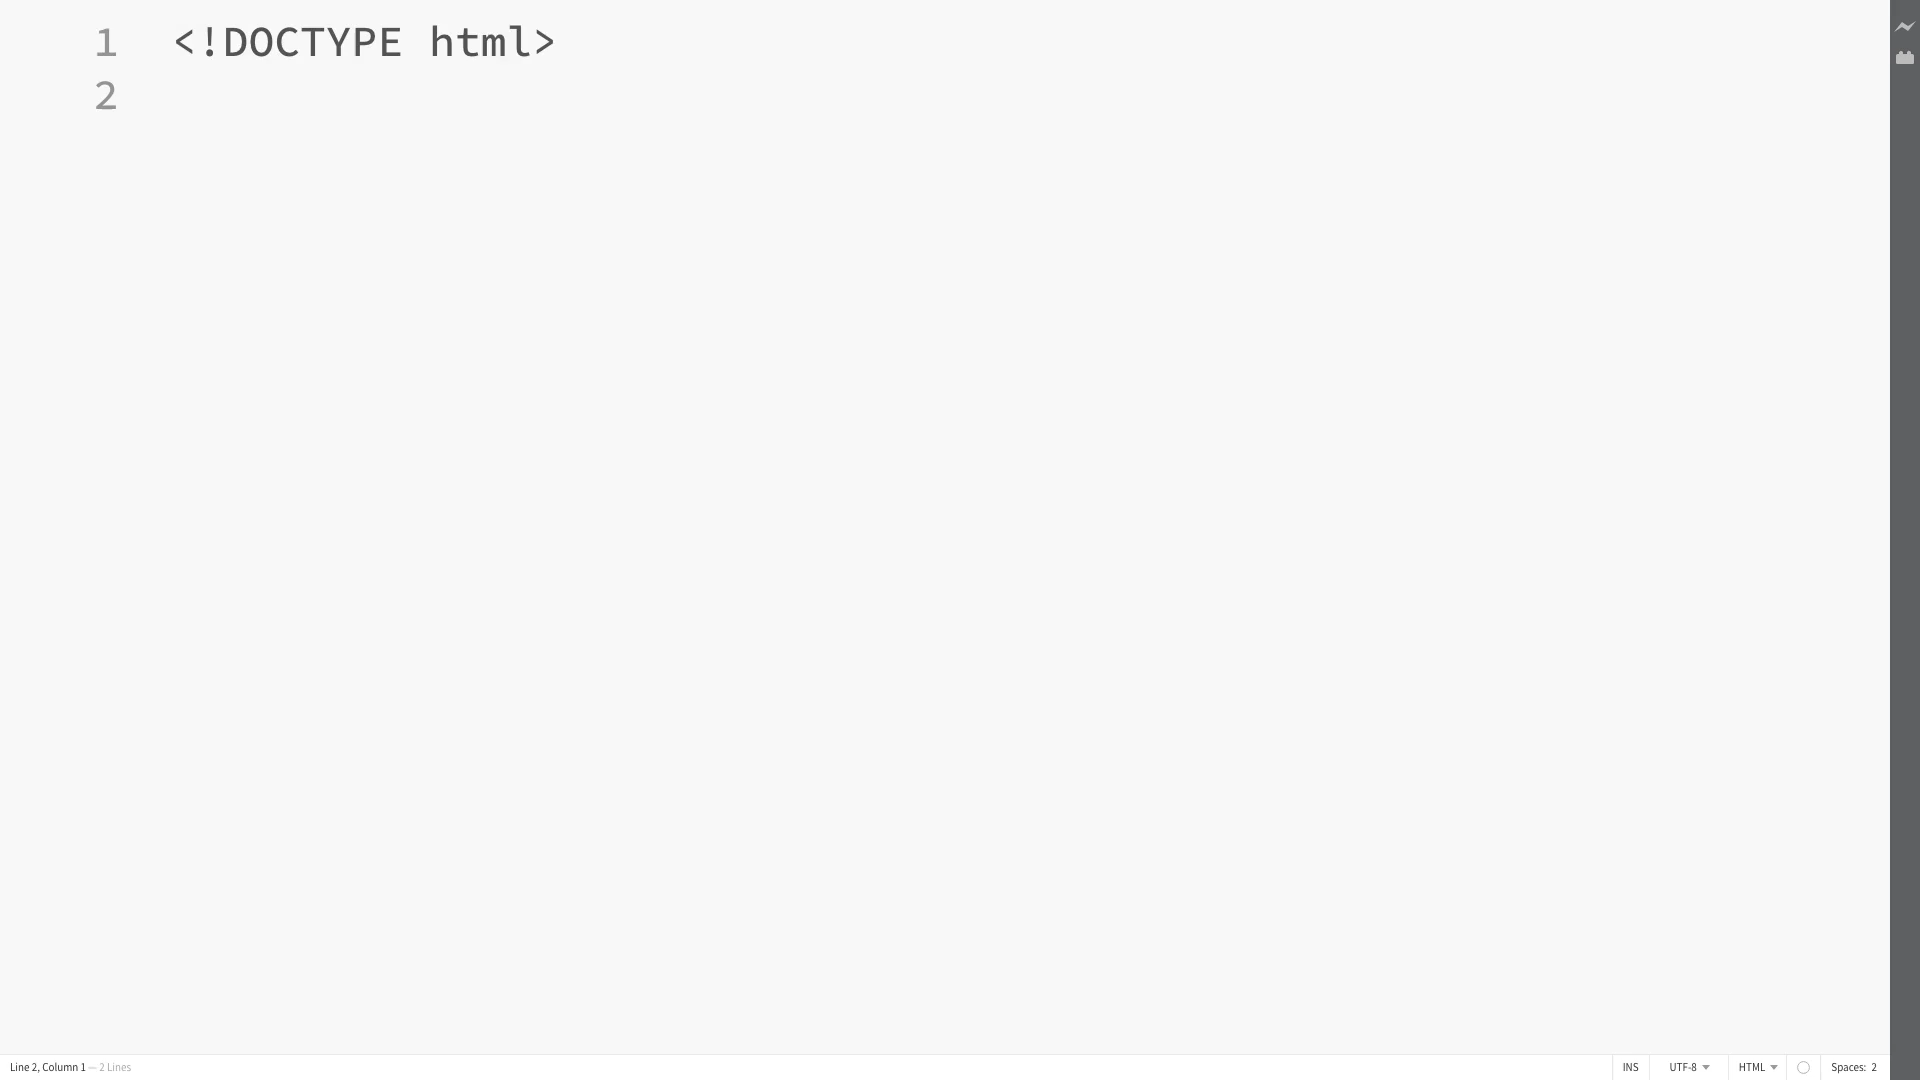 1 <!DOCTYPE html>
2
Line 2, Column 1 — 2 Lines INS UTF-8 HTML Spaces: 2